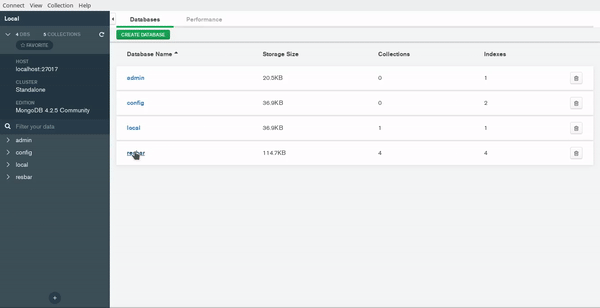 Connect View Collection Help
Local
4 DBS 5 COLLECTIONS
FAVORITE
HOST
localhost:27017
CLUSTER
Standalone
EDITION
MongoDB 4.2.5 Community
Filter your data
admin
config
local
resbar
Databases Performance
CREATE DATABASE
Database Name Storage Size Collections Indexes
admin 20.5KB 0 1
config 36.9KB 0 2
local 36.9KB 1 1
resbar 114.7KB 4 4